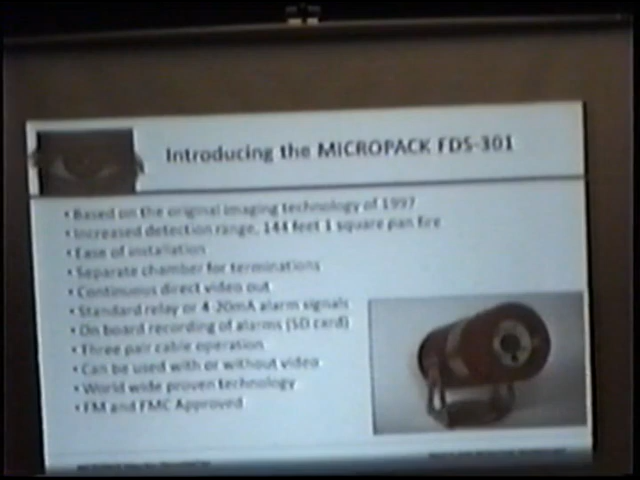 Introducing the MICROPACK FDS-301
• Based on the original imaging technology of 1997
• Increased detection range, 144 feet 1 square pan fire
• Ease of installation
• Separate chamber for terminations
• Continuous direct video out
• Standard relay or 4-20mA alarm signals
• On board recording of alarms (SD card)
• Three pair cable operation
• Can be used with or without video
• World wide proven technology
• FM and FMC Approved